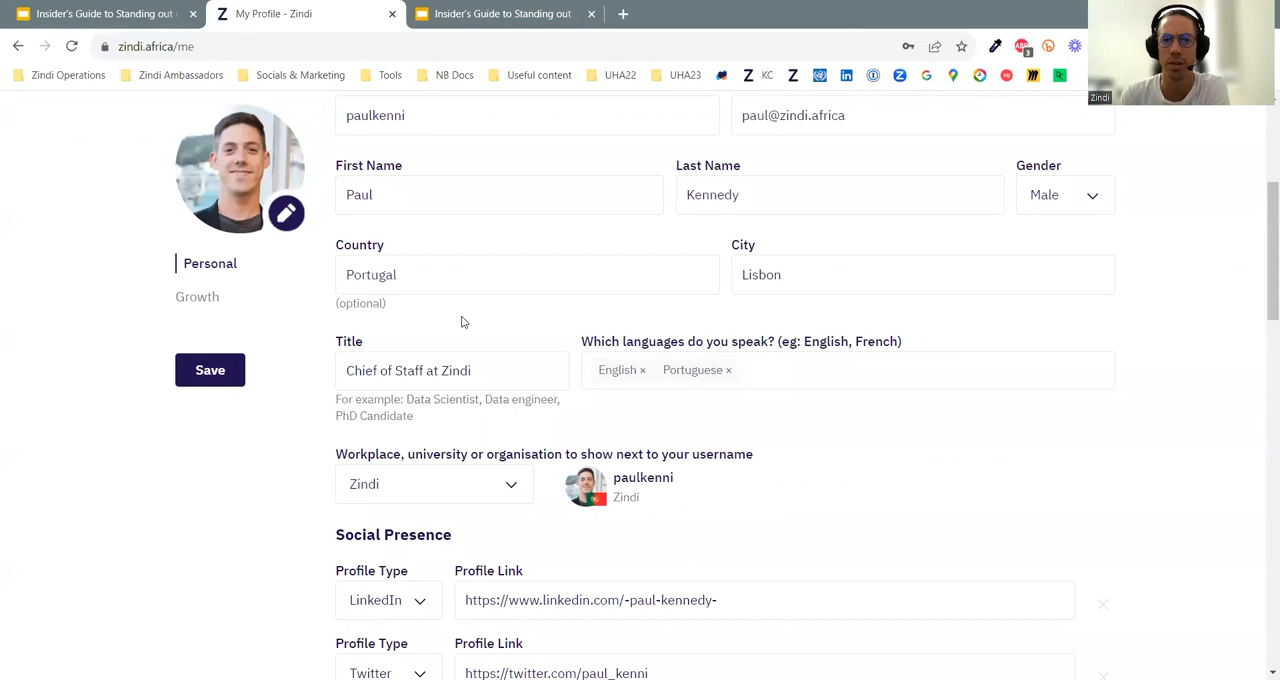 Insider's Guide to Standing out
My Profile - Zindi
Insider's Guide to Standing out
zindi.africa/me
3
Zindi Operations
Zindi Ambassadors
Socials & Marketing
Tools
NB Docs
Useful content
UHA22
UHA23
KC
Zindi
paulkenni
paul@zindi.africa
First Name
Last Name
Gender
Paul
Kennedy
Male
Country
City
Portugal
Lisbon
(optional)
Personal
Growth
Save
Title
Which languages do you speak? (eg: English, French)
Chief of Staff at Zindi
English ×
Portuguese ×
For example: Data Scientist, Data engineer,
PhD Candidate
Workplace, university or organisation to show next to your username
Zindi
paulkenni
Zindi
Social Presence
Profile Type
Profile Link
LinkedIn
https://www.linkedin.com/-paul-kennedy-
Profile Type
Profile Link
Twitter
https://twitter.com/paul_kenni